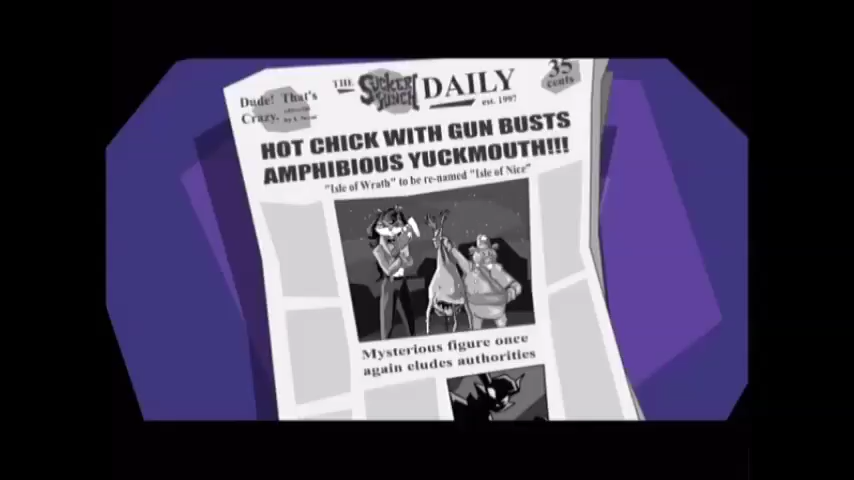 THE SUCKER PUNCH DAILY
est. 1997
35
cents
Dude! That's
Crazy.
HOT CHICK WITH GUN BUSTS
AMPHIBIOUS YUCKMOUTH!!!
"Isle of Wrath" to be re-named "Isle of Nice"
Mysterious figure once
again eludes authorities